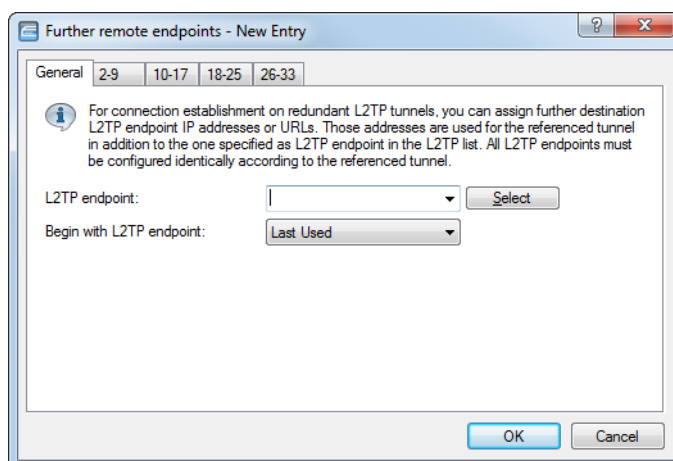 Further remote endpoints - New Entry
? X
General 2-9 10-17 18-25 26-33
For connection establishment on redundant L2TP tunnels, you can assign further destination
L2TP endpoint IP addresses or URLs. Those addresses are used for the referenced tunnel
in addition to the one specified as L2TP endpoint in the L2TP list. All L2TP endpoints must
be configured identically according to the referenced tunnel.
L2TP endpoint: Select
Begin with L2TP endpoint: Last Used
OK Cancel